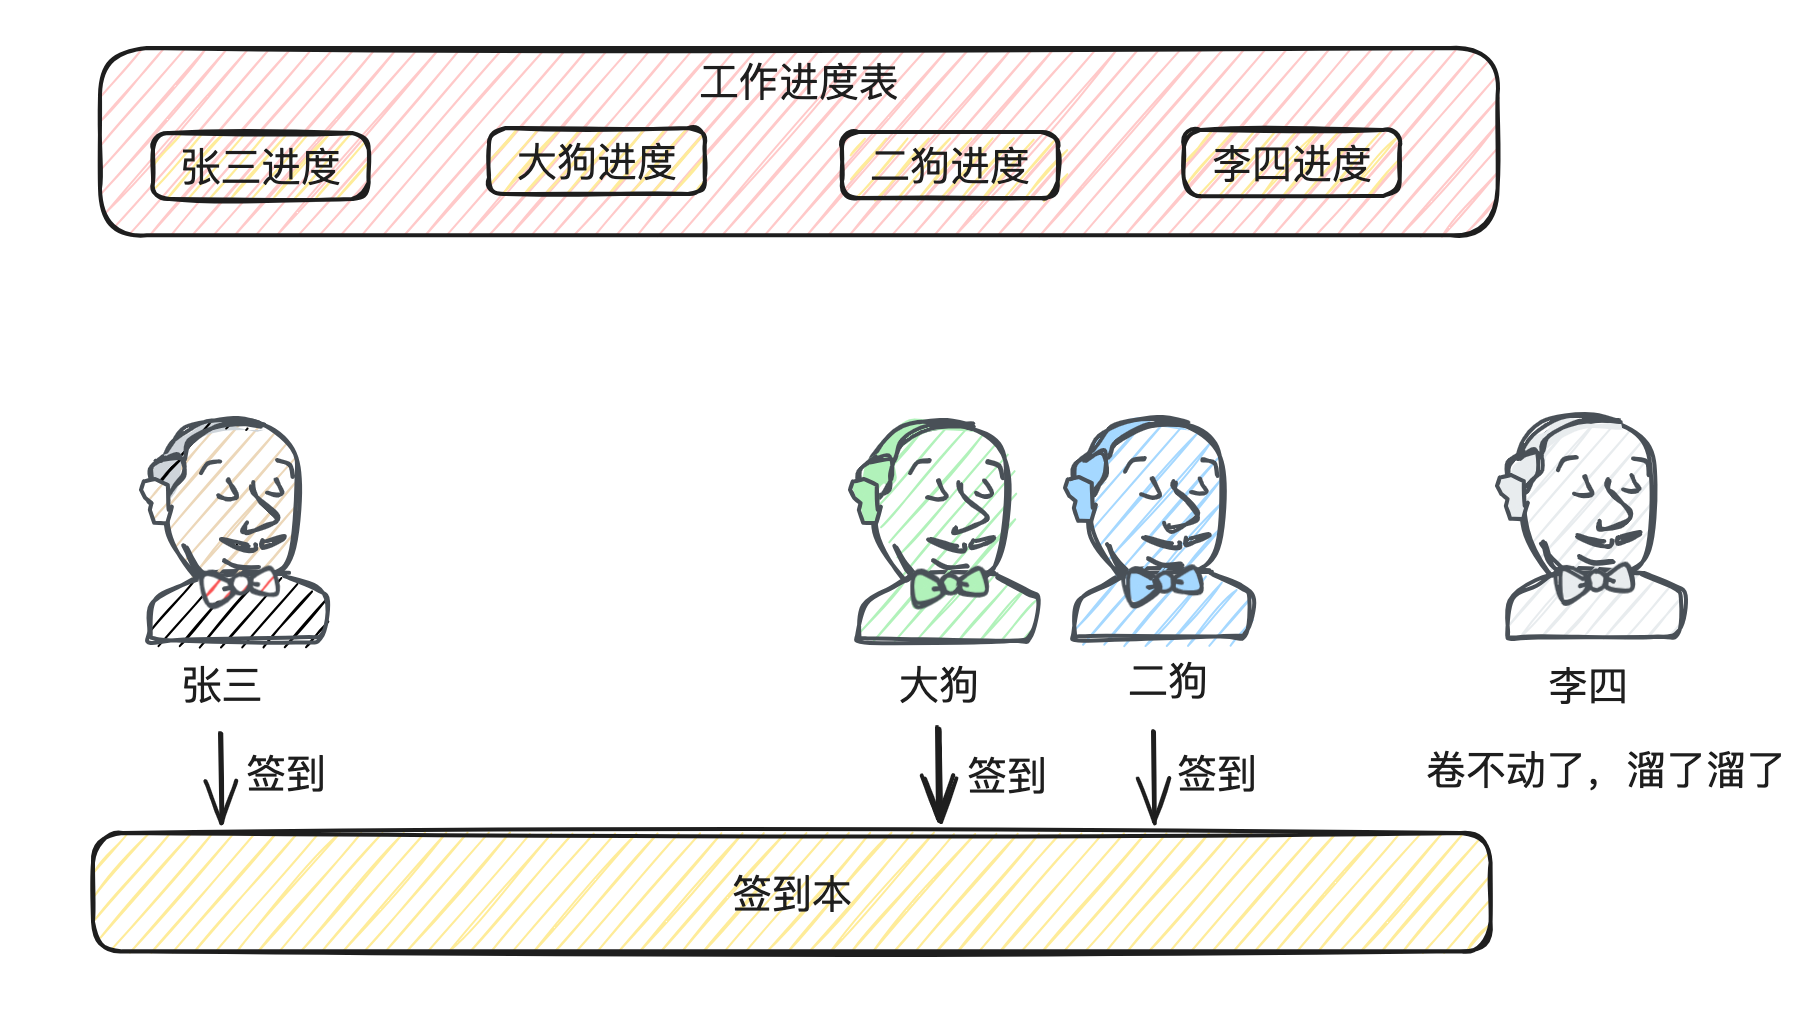 工作进度表
张三进度
大狗进度
二狗进度
李四进度
张三
大狗
二狗
李四
签到
签到
签到
卷不动了，溜了溜了
签到本